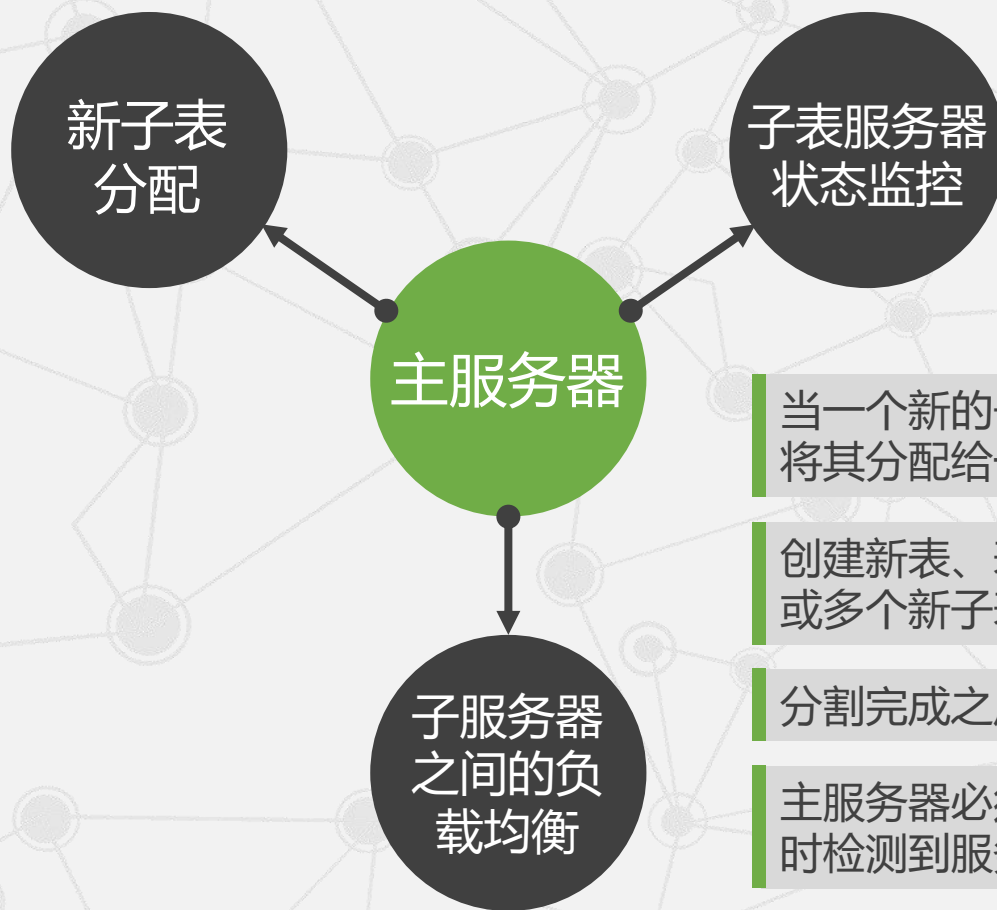 新子表
分配
子表服务器
状态监控
主服务器
子服务器
之间的负
载均衡
当一个新的
将其分配给
创建新表、
或多个新子
分割完成之
主服务器必
时检测到服